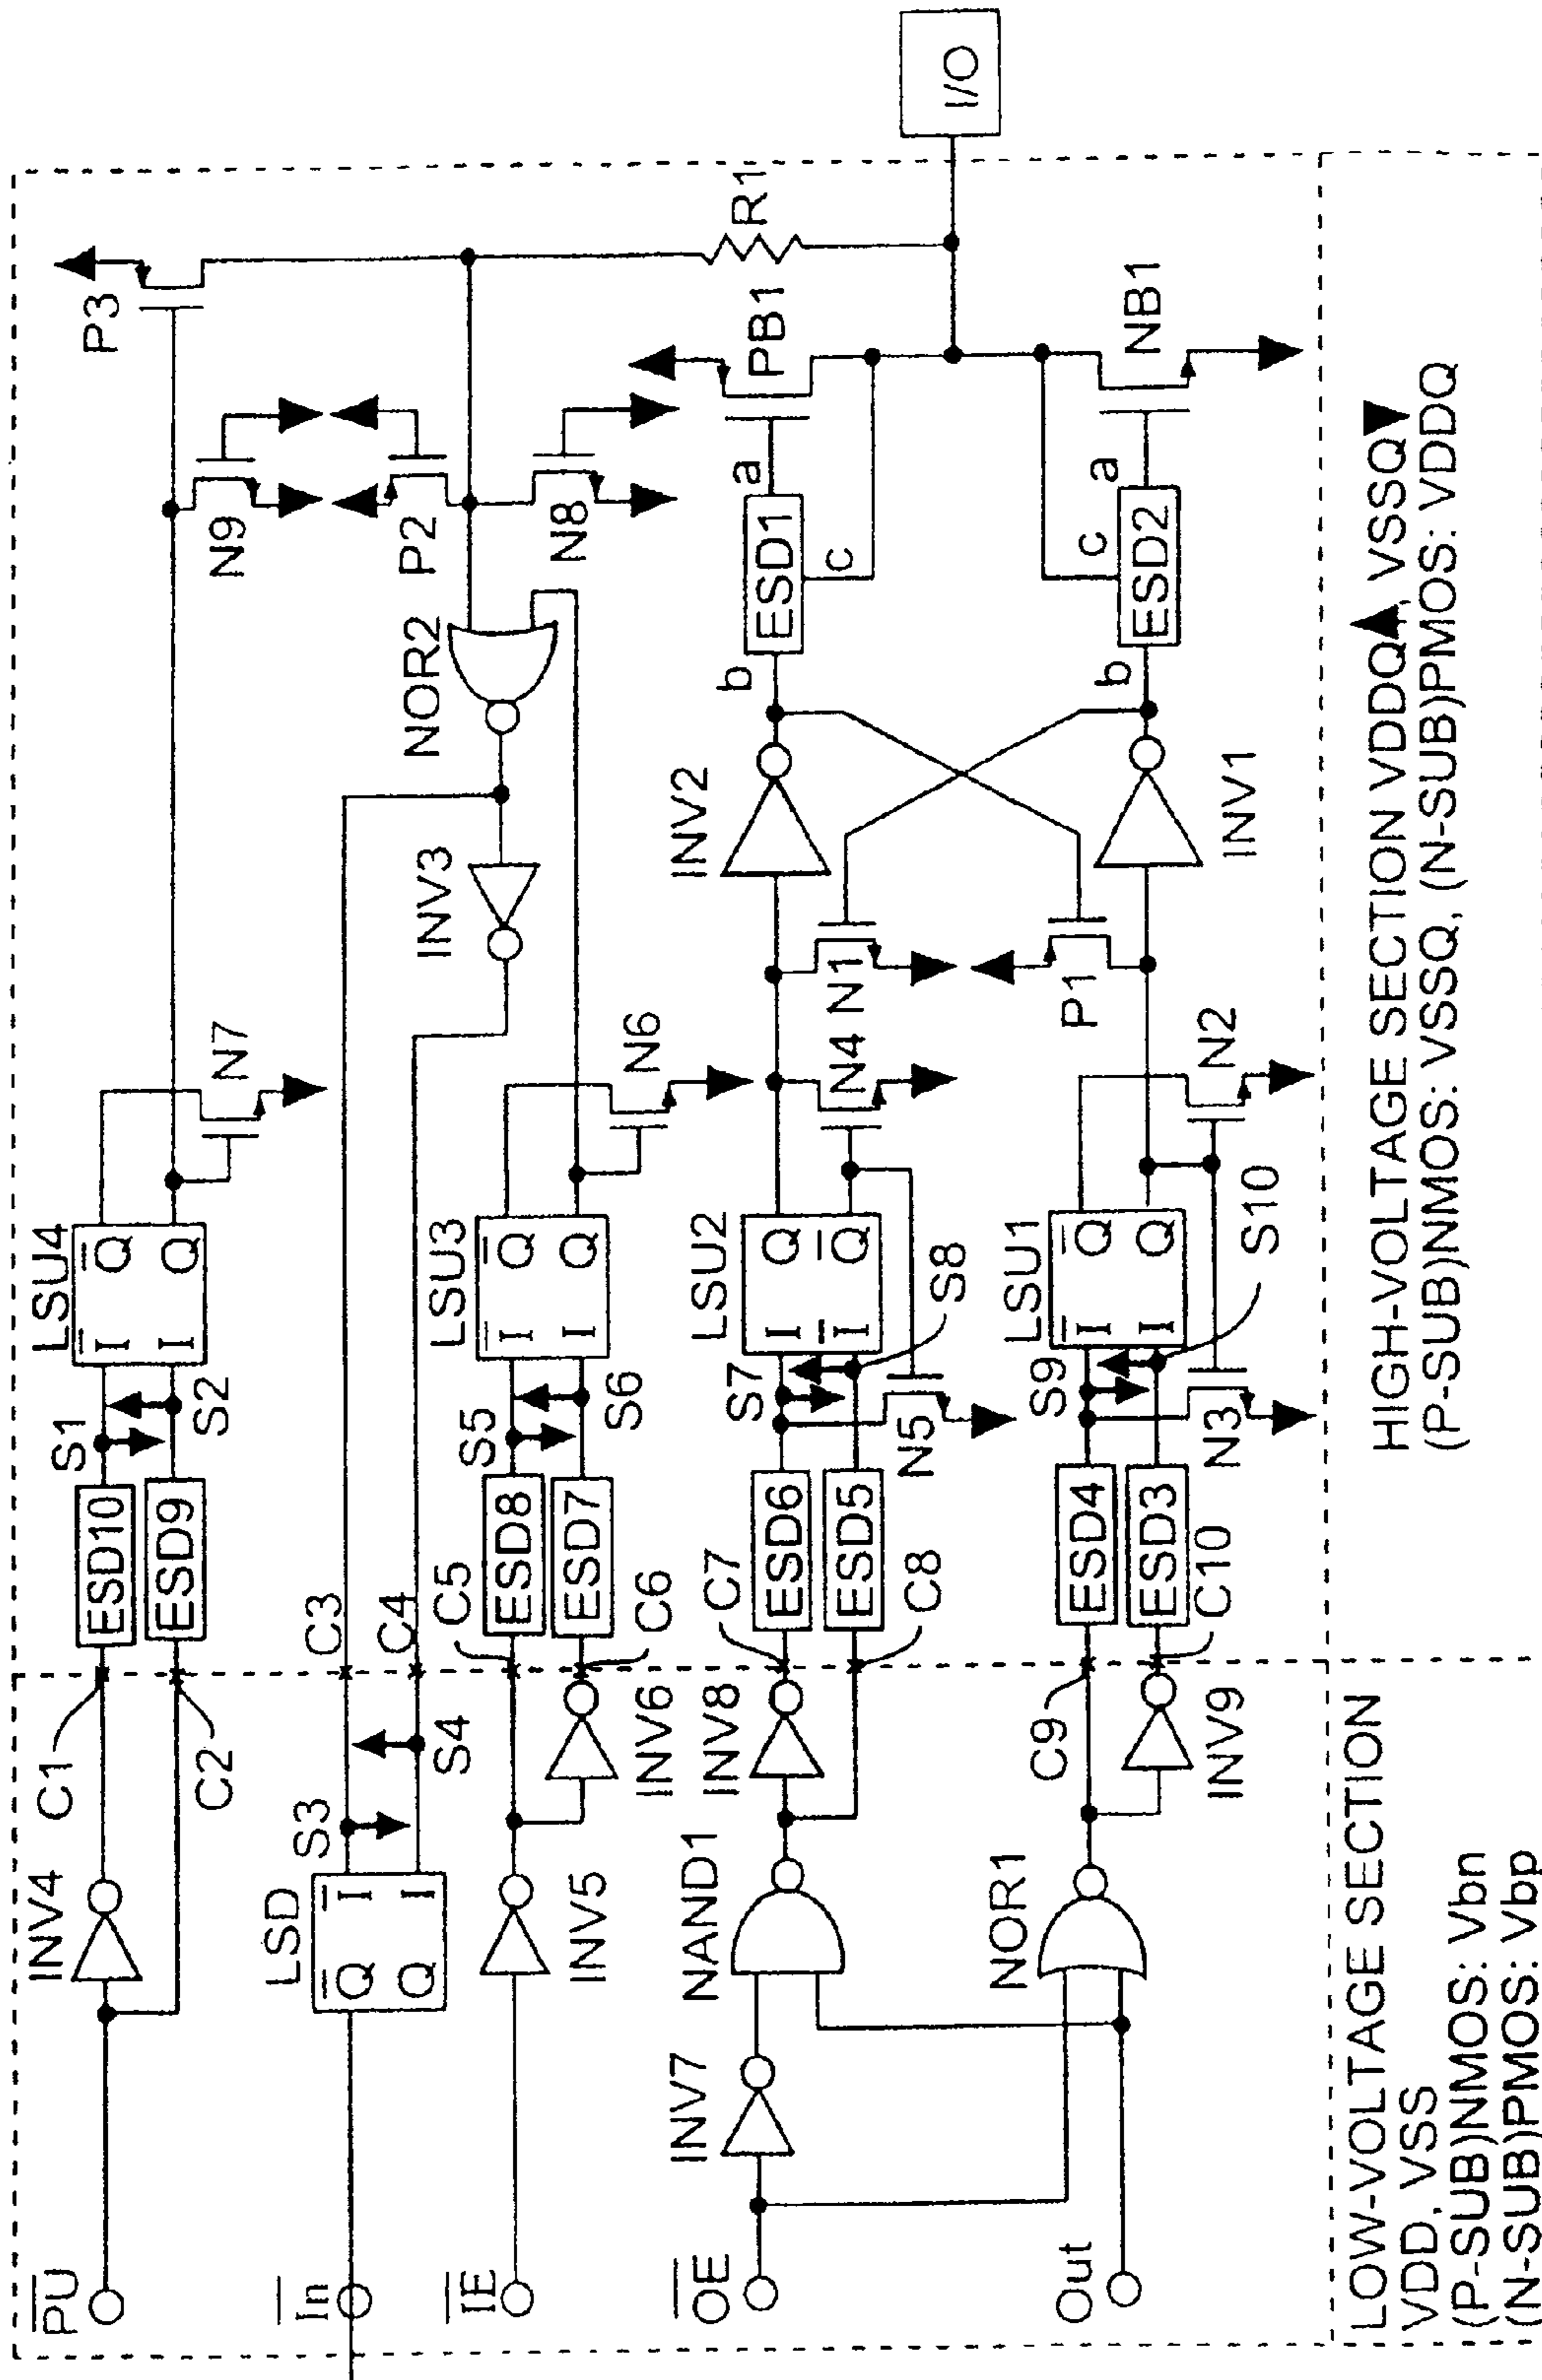 P̅U̅
INV4
C1
C2
ESD10
ESD9
S1
S2
LSU4
I̅
Q̅
I
Q
N7
P3
N9
P2
N8
R1
I/O
I̅n̅
LSD
Q̅
I̅
Q
I
S3
S4
C3
C4
INV3
NOR2
I̅E̅
INV5
INV6
C5
C6
ESD8
ESD7
S5
S6
LSU3
I̅
Q̅
I
Q
N6
O̅E̅
INV7
NAND1
INV8
C7
C8
ESD6
ESD5
S7
S8
N5
LSU2
I
Q
I̅
Q̅
N4
N1
INV2
b
ESD1
a
c
PB1
Out
NOR1
INV9
C9
C10
ESD4
ESD3
S9
S10
N3
LSU1
I̅
Q̅
I
Q
N2
P1
INV1
b
ESD2
a
c
NB1
LOW-VOLTAGE SECTION
VDD, VSS
(P-SUB)NMOS: Vbn
(N-SUB)PMOS: Vbp
HIGH-VOLTAGE SECTION VDDQ▲, VSSQ▼
(P-SUB)NMOS: VSSQ, (N-SUB)PMOS: VDDQ